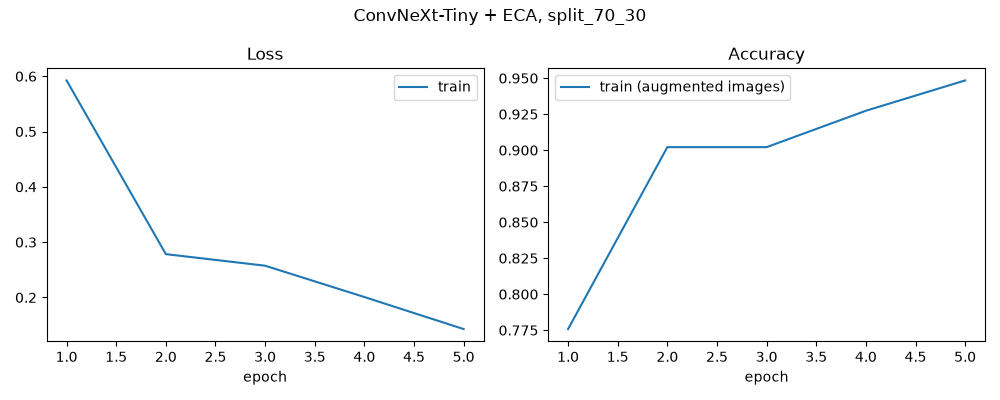 ConvNeXt-Tiny + ECA, split_70_30
Loss
0.6
0.5
0.4
0.3
0.2
train
1.0 1.5 2.0 2.5 3.0 3.5 4.0 4.5 5.0
epoch
Accuracy
0.950
0.925
0.900
0.875
0.850
0.825
0.800
0.775
train (augmented images)
1.0 1.5 2.0 2.5 3.0 3.5 4.0 4.5 5.0
epoch